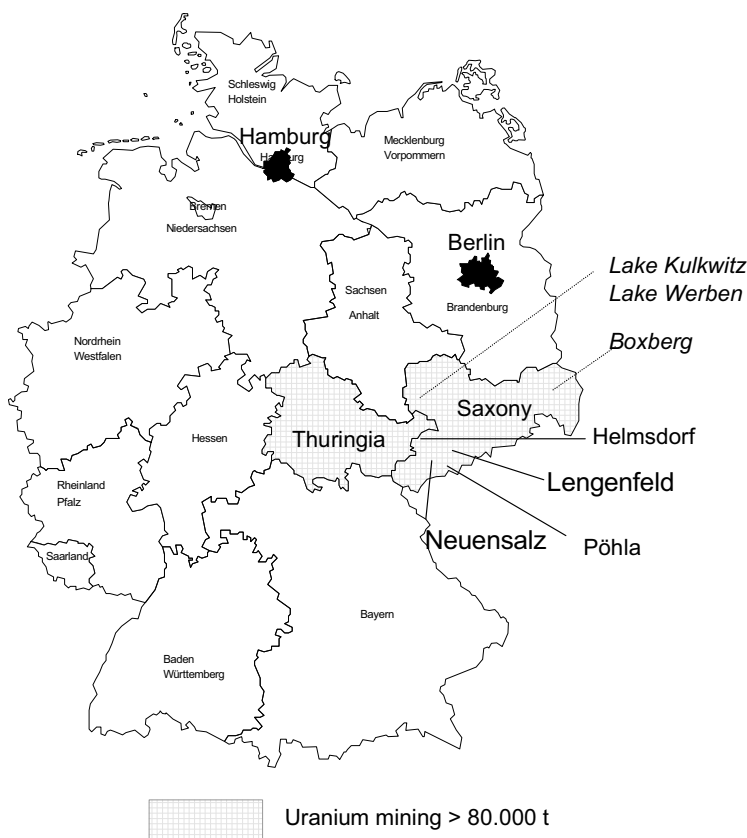 Schleswig
Holstein
Hamburg
Hamburg
Mecklenburg
Vorpommern
Bremen
Niedersachsen
Berlin
Lake Kulkwitz
Lake Werben
Sachsen
Anhalt
Brandenburg
Boxberg
Nordrhein
Westfalen
Saxony
Hessen
Thuringia
Helmsdorf
Lengenfeld
Rheinland
Pfalz
Neuensalz
Pöhla
Saarland
Bayern
Baden
Württemberg
Uranium mining > 80.000 t